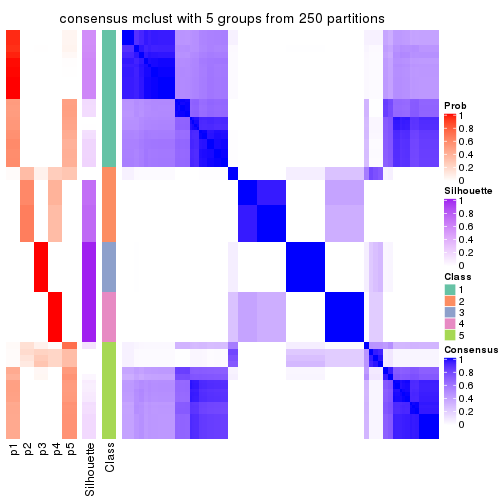 consensus mclust with 5 groups from 250 partitions
Prob
1
0.8
0.6
0.4
0.2
0
Silhouette
1
0.8
0.6
0.4
0.2
0
Class
1
2
3
4
5
Consensus
1
0.8
0.6
0.4
0.2
0
p1
p2
p3
p4
p5
Silhouette
Class